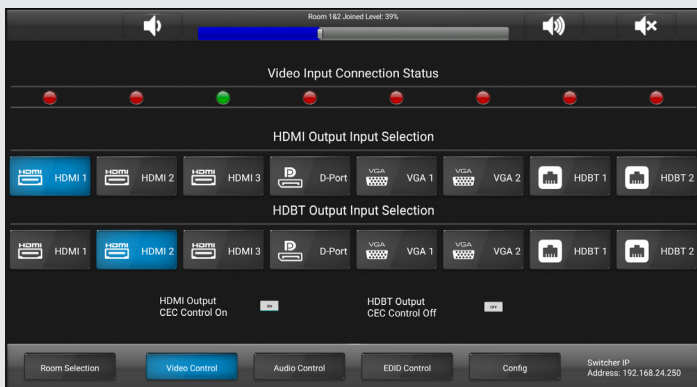 Room 1&2 Joined Level: 39%
Video Input Connection Status
HDMI Output Input Selection
HDMI HDMI 1 HDMI HDMI 2 HDMI HDMI 3 D D-Port VGA VGA 1 VGA VGA 2 HDBT 1 HDBT 2
HDBT Output Input Selection
HDMI HDMI 1 HDMI HDMI 2 HDMI HDMI 3 D D-Port VGA VGA 1 VGA VGA 2 HDBT 1 HDBT 2
HDMI Output
CEC Control On
ON
HDBT Output
CEC Control Off
OFF
Room Selection Video Control Audio Control EDID Control Config
Switcher IP
Address: 192.168.24.250